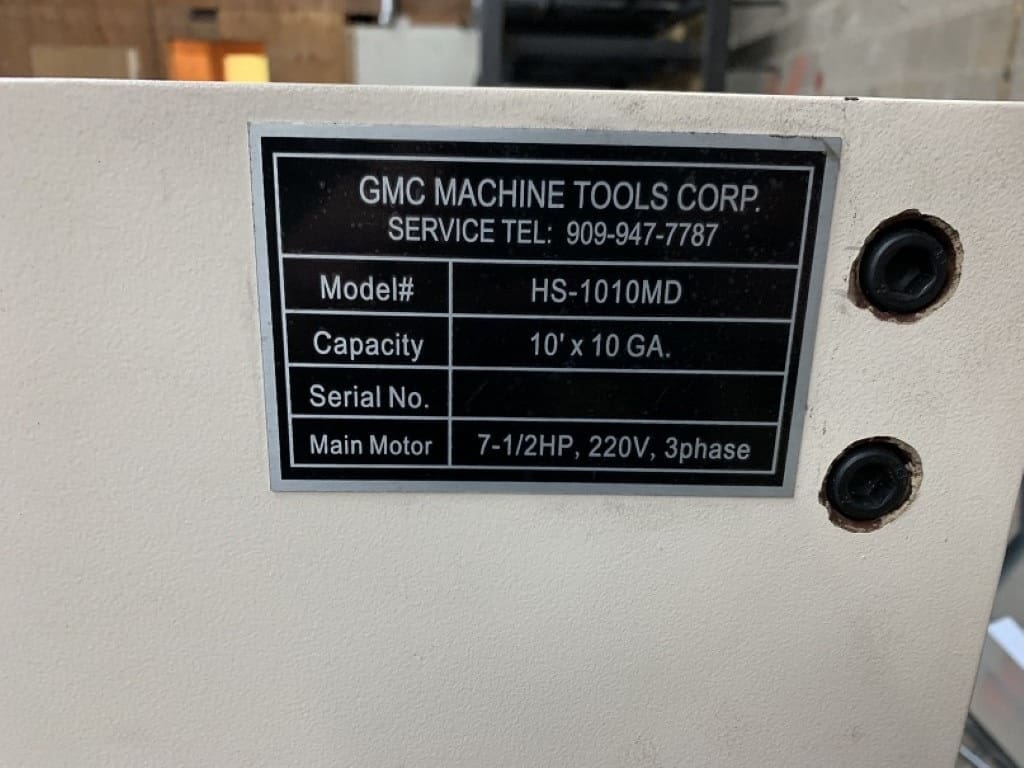 GMC MACHINE TOOLS CORP.
SERVICE TEL: 909-947-7787
Model# HS-1010MD
Capacity 10' x 10 GA.
Serial No.
Main Motor 7-1/2HP, 220V, 3phase